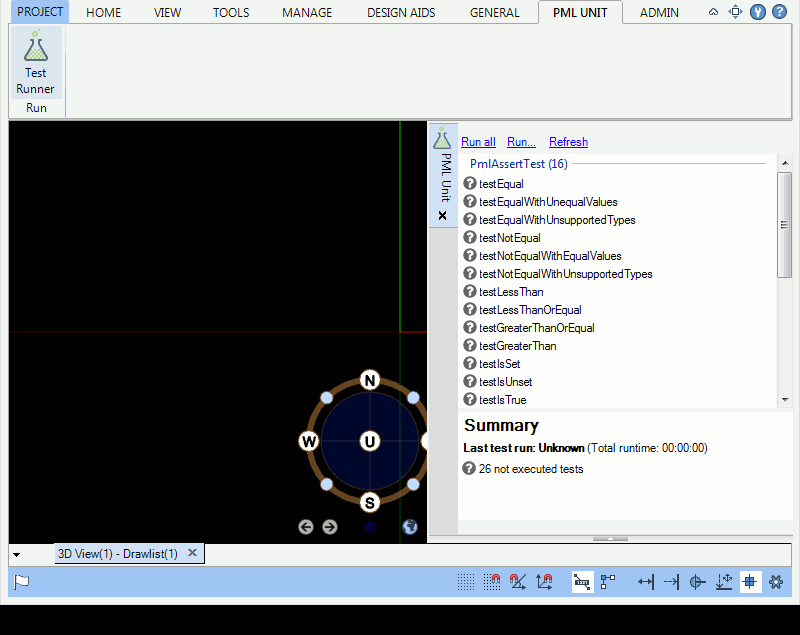 PROJECT HOME VIEW TOOLS MANAGE DESIGN AIDS GENERAL PML UNIT ADMIN
Test
Runner
Run
PML Unit
Run all Run... Refresh
PmlAssertTest (16)
testEqual
testEqualWithUnequalValues
testEqualWithUnsupportedTypes
testNotEqual
testNotEqualWithEqualValues
testNotEqualWithUnsupportedTypes
testLessThan
testLessThanOrEqual
testGreaterThanOrEqual
testGreaterThan
testIsSet
testIsUnset
testIsTrue
N
W U
S
Summary
Last test run: Unknown (Total runtime: 00:00:00)
26 not executed tests
3D View(1) - Drawlist(1)